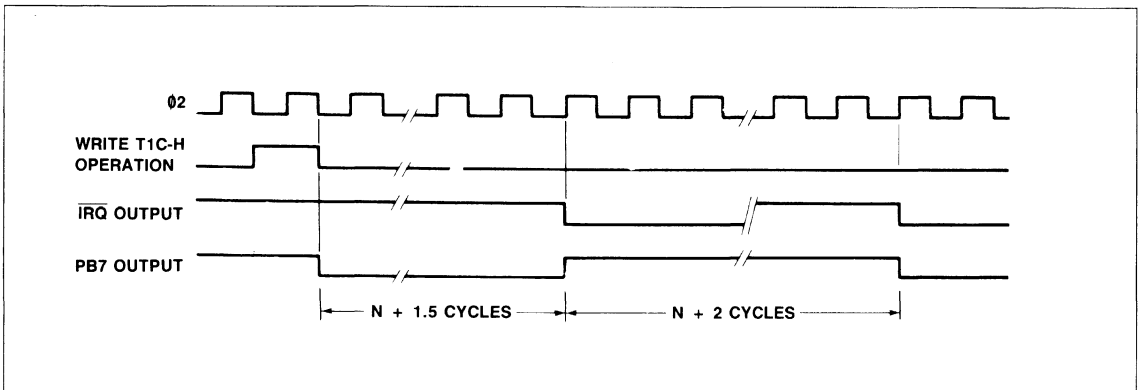 Φ2
WRITE T1C-H
OPERATION
IRQ OUTPUT
PB7 OUTPUT
N + 1.5 CYCLES
N + 2 CYCLES